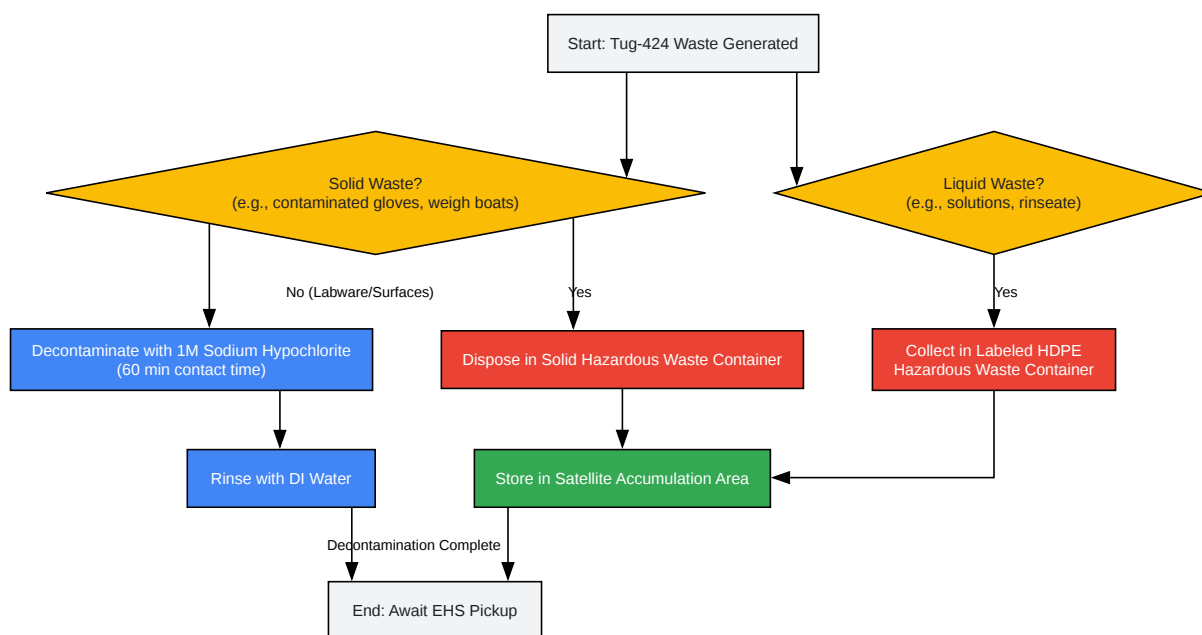 Start: Tug-424 Waste Generated
Solid Waste?
(e.g., contaminated gloves, weigh boats)
Liquid Waste?
(e.g., solutions, rinseate)
No (Labware/Surfaces)
Yes
Yes
Decontaminate with 1M Sodium Hypochlorite
(60 min contact time)
Dispose in Solid Hazardous Waste Container
Collect in Labeled HDPE
Hazardous Waste Container
Rinse with DI Water
Store in Satellite Accumulation Area
Decontamination Complete
End: Await EHS Pickup